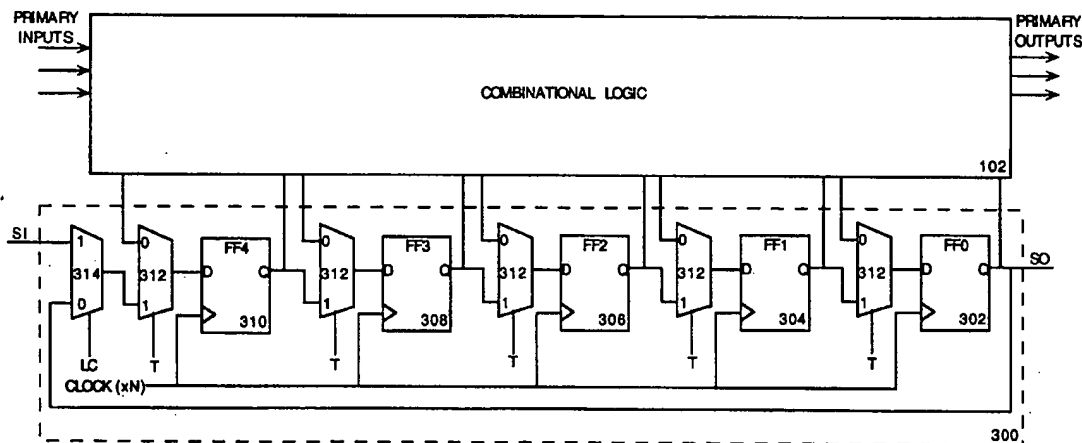 PRIMARY INPUTS
PRIMARY OUTPUTS
COMBINATIONAL LOGIC
102
SI
1
314
0
0
312
1
FF4
D
Q
310
0
312
1
FF3
D
Q
308
0
312
1
FF2
D
Q
306
0
312
1
FF1
D
Q
304
0
312
1
FF0
D
Q
302
SO
LC
T
T
T
T
T
CLOCK (xN)
300